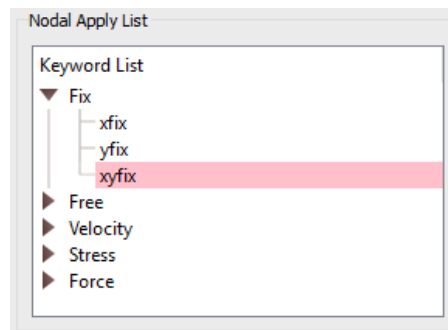 Nodal Apply List
Keyword List
Fix
xfix
yfix
xyfix
Free
Velocity
Stress
Force